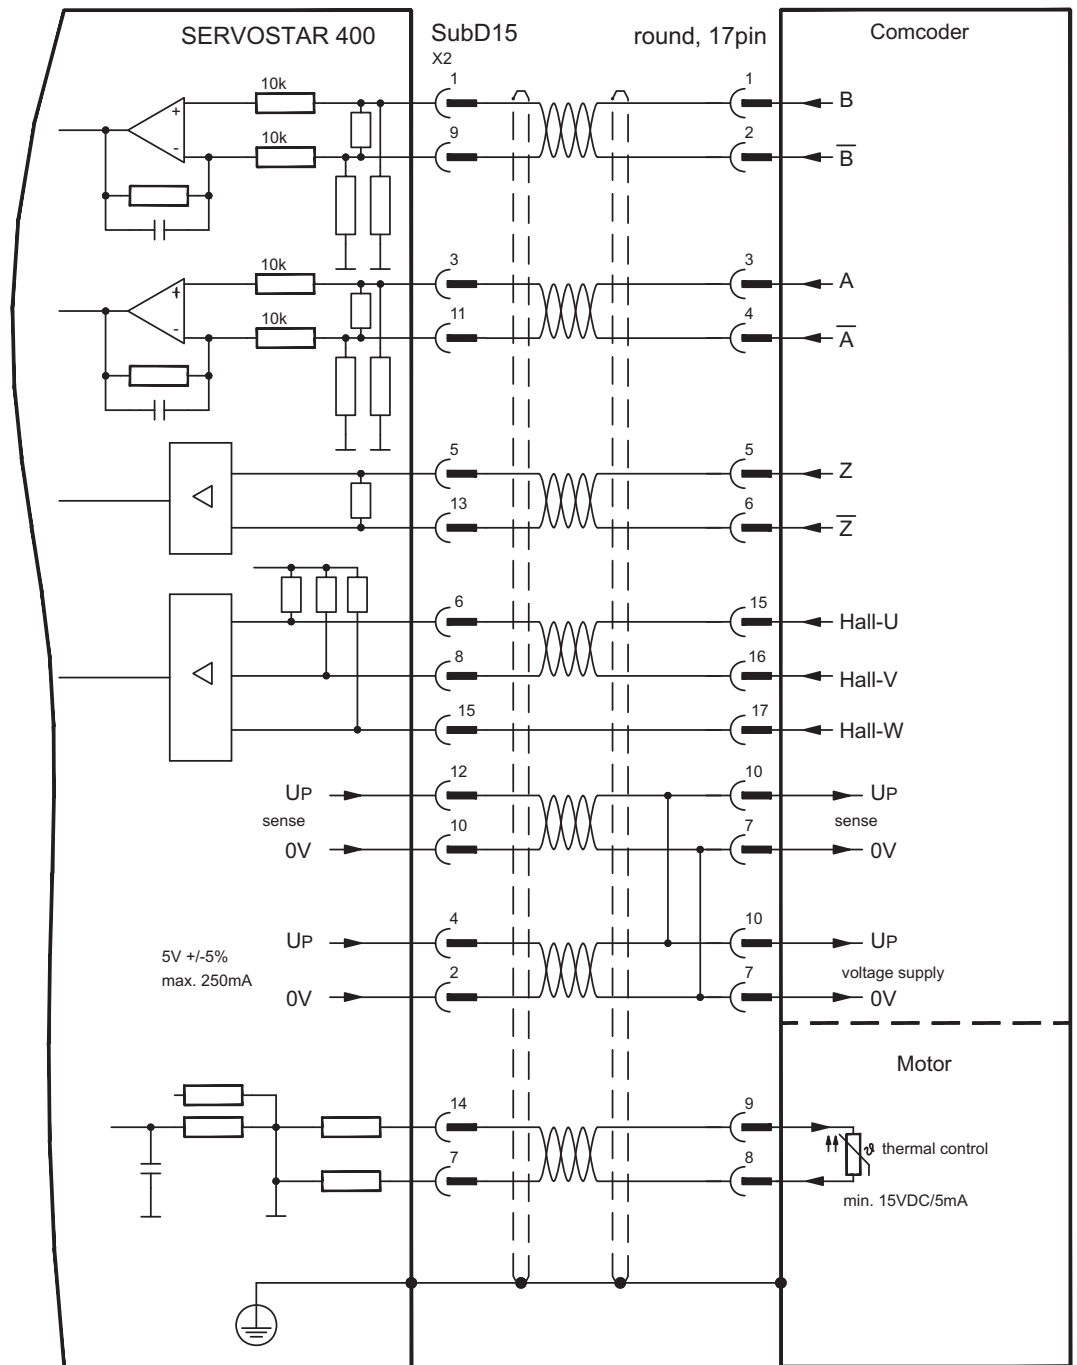 SERVOSTAR 400
SubD15
round, 17pin
Comcoder
X2
10k
+
-
10k
1
9
1
2
B
B̅
10k
+
-
10k
3
11
3
4
A
A̅
5
13
5
6
Z
Z̅
6
8
15
15
16
17
Hall-U
Hall-V
Hall-W
UP
sense
0V
12
10
10
7
UP
sense
0V
5V +/-5%
max. 250mA
UP
0V
4
2
10
7
UP
voltage supply
0V
Motor
14
7
9
8
ϑ thermal control
min. 15VDC/5mA